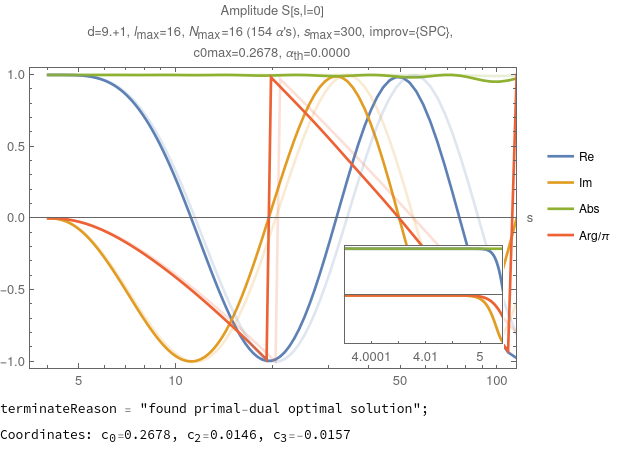 Amplitude S[s,l=0]
d=9.+1, lmax=16, Nmax=16 (154 α's), smax=300, improv={SPC},
c0max=0.2678, αth=0.0000
1.0
0.5
0.0
−0.5
−1.0
s
5
10
50
100
4.0001
4.01
5
Re
Im
Abs
Arg/π
terminateReason = "found primal-dual optimal solution";
Coordinates: c0=0.2678, c2=0.0146, c3=-0.0157